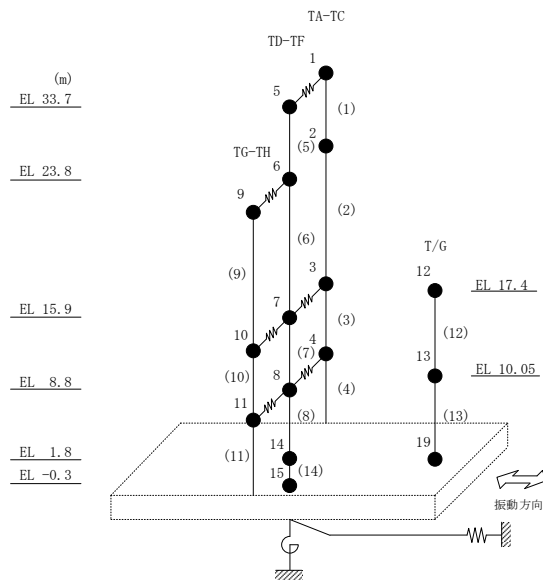 TA-TC
TD-TF
1
(m)
5
EL 33.7
(1)
2
(5)
TG-TH
EL 23.8
6
9
(2)
T/G
(6)
(9)
3
12
EL 17.4
EL 15.9
7
(3)
(12)
10
4
13
(7)
EL 10.05
(10)
8
EL 8.8
(4)
11
(8)
(13)
14
19
(11)
EL 1.8
(14)
EL -0.3
15
振動方向